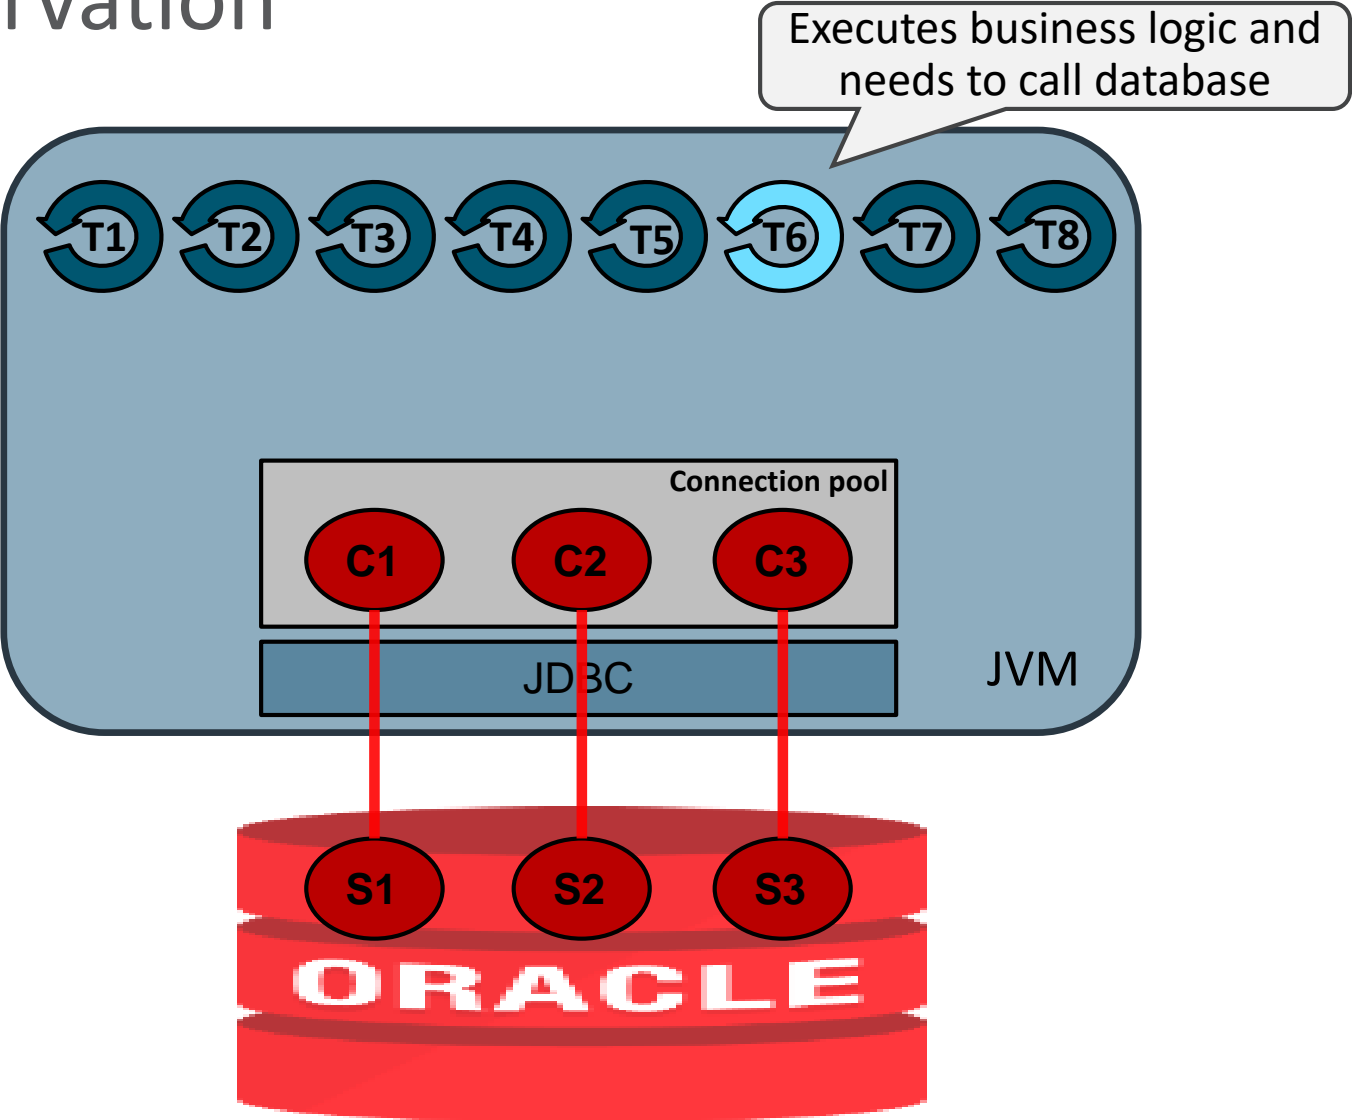 rvation
Executes business logic and
needs to call database
T1 T2 T3 T4 T5 T6 T7 T8
Connection pool
C1 C2 C3
JDBC
JVM
S1 S2 S3
ORACLE